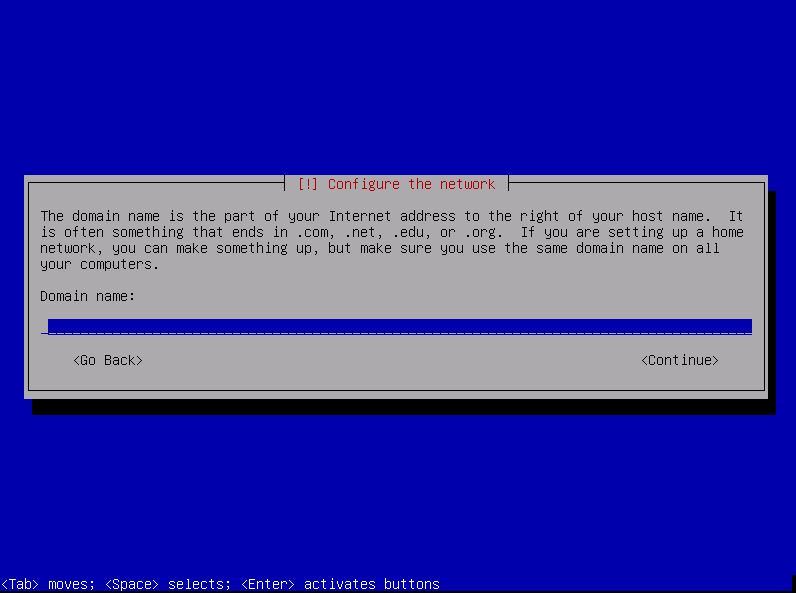 [!] Configure the network
The domain name is the part of your Internet address to the right of your host name.  It
is often something that ends in .com, .net, .edu, or .org.  If you are setting up a home
network, you can make something up, but make sure you use the same domain name on all
your computers.
Domain name:
<Go Back> <Continue>
<Tab> moves; <Space> selects; <Enter> activates buttons